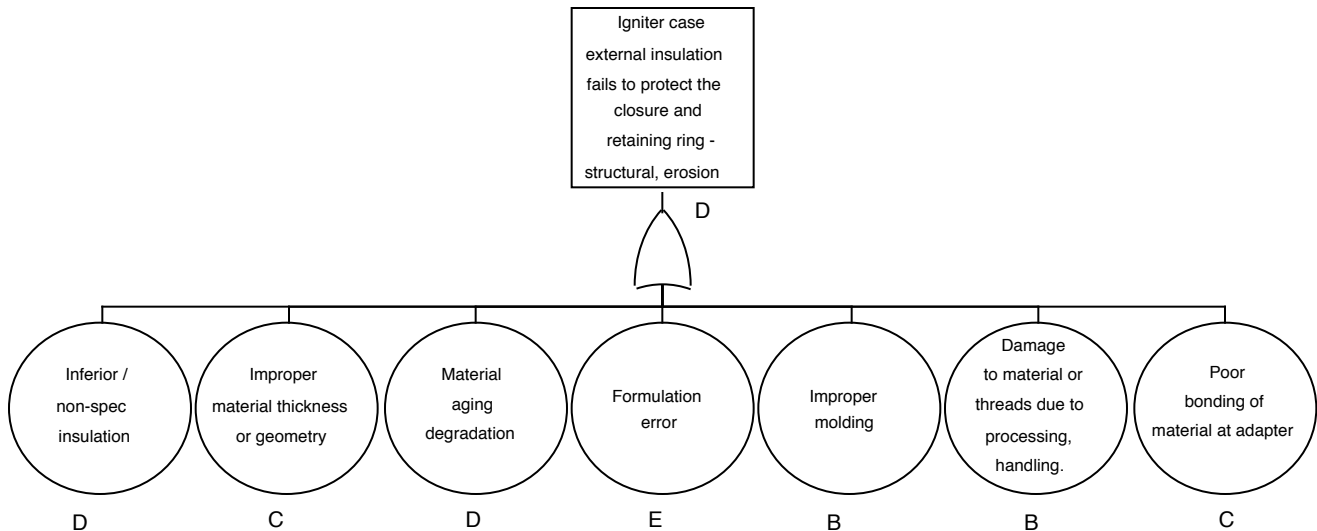 Igniter case
external insulation
fails to protect the
closure and
retaining ring -
structural, erosion
D
Inferior /
non-spec
insulation
Improper
material thickness
or geometry
Material
aging
degradation
Formulation
error
Improper
molding
Damage
to material or
threads due to
processing,
handling.
Poor
bonding of
material at adapter
D
C
D
E
B
B
C